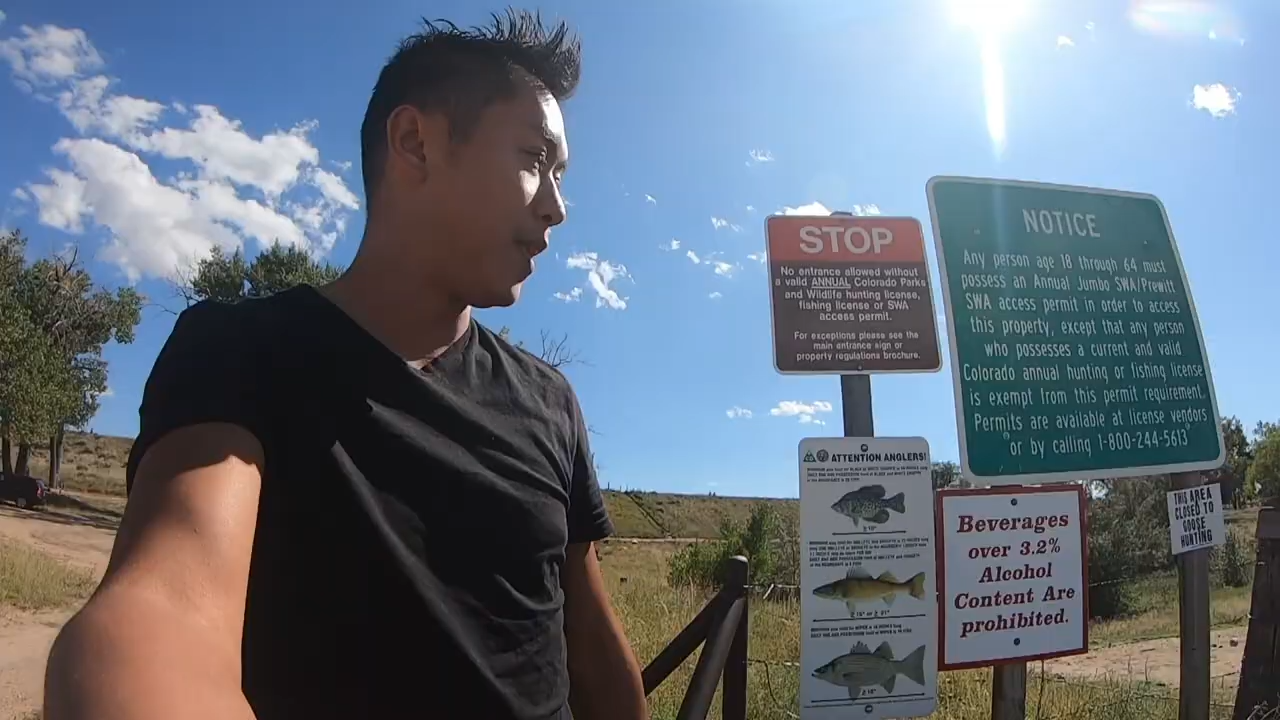 STOP
No entrance allowed without
a valid ANNUAL Colorado Parks
and Wildlife hunting license,
fishing license or SWA
access permit.
For exceptions please see the
main entrance sign or
property regulations brochure.
NOTICE
Any person age 18 through 64 must
possess an Annual Jumbo SWA/Prewitt
SWA access permit in order to access
this property, except that any person
who possesses a current and valid
Colorado annual hunting or fishing license
is exempt from this permit requirement.
Permits are available at license vendors
or by calling 1-800-244-5613
ATTENTION ANGLERS!
Beverages
over 3.2%
Alcohol
Content Are
prohibited.
THIS AREA
CLOSED TO
GOOSE
HUNTING